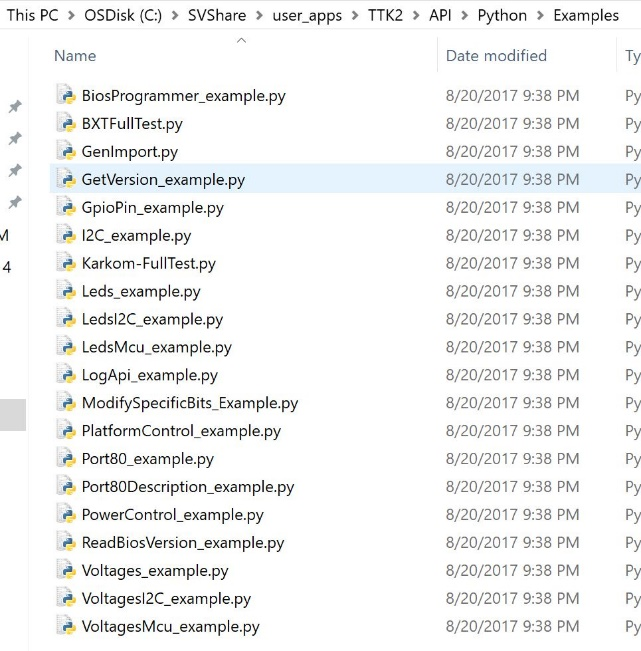 This PC > OSDisk (C:) > SVShare > user_apps > TTK2 > API > Python > Examples
Name Date modified Ty
BiosProgrammer_example.py 8/20/2017 9:38 PM Py
BXTFullTest.py 8/20/2017 9:38 PM Py
GenImport.py 8/20/2017 9:38 PM Py
GetVersion_example.py 8/20/2017 9:38 PM Py
GpioPin_example.py 8/20/2017 9:38 PM Py
M I2C_example.py 8/20/2017 9:38 PM Py
4 Karkom-FullTest.py 8/20/2017 9:38 PM Py
Leds_example.py 8/20/2017 9:38 PM Py
LedsI2C_example.py 8/20/2017 9:38 PM Py
LedsMcu_example.py 8/20/2017 9:38 PM Py
LogApi_example.py 8/20/2017 9:38 PM Py
ModifySpecificBits_Example.py 8/20/2017 9:38 PM Py
PlatformControl_example.py 8/20/2017 9:38 PM Py
Port80_example.py 8/20/2017 9:38 PM Py
Port80Description_example.py 8/20/2017 9:38 PM Py
PowerControl_example.py 8/20/2017 9:38 PM Py
ReadBiosVersion_example.py 8/20/2017 9:38 PM Py
Voltages_example.py 8/20/2017 9:38 PM Py
VoltagesI2C_example.py 8/20/2017 9:38 PM Py
VoltagesMcu_example.py 8/20/2017 9:38 PM Py